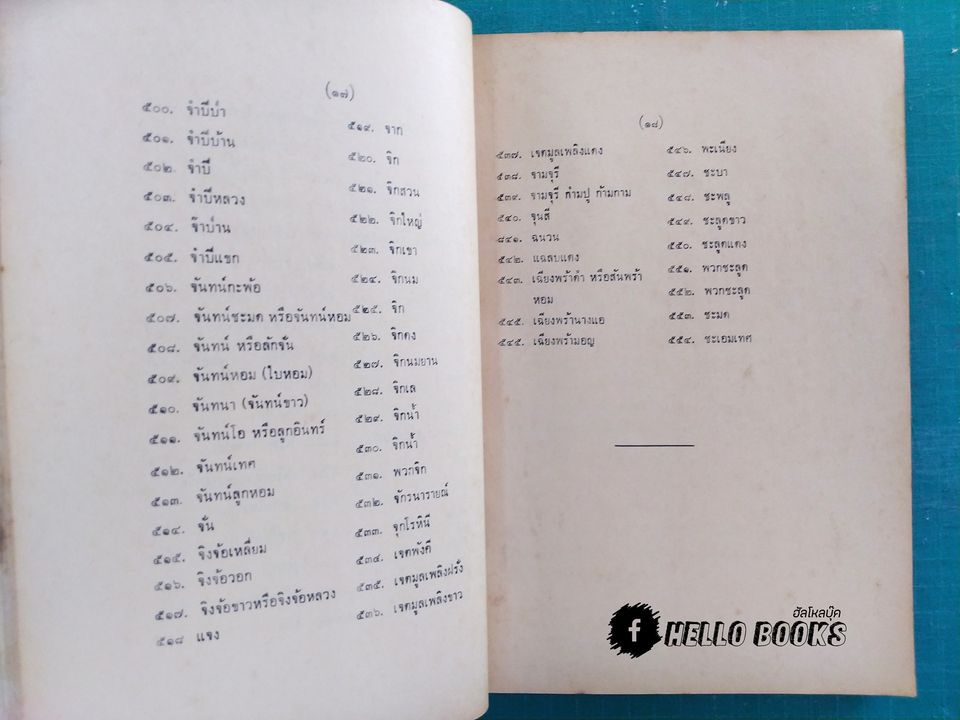 (๑๗)
๕๐๐. จำปีป่า
๕๐๑. จำปีบ้าน
๕๐๒. จำปี
๕๐๓. จำปีหลวง
๕๐๔. จ๊าบ่าน
๕๐๕. จำปีแขก
๕๐๖. จันทน์กะพ้อ
๕๐๗. จันทน์ชะมด หรือจันทน์หอม
๕๐๘. จันทน์ หรือลักจั่น
๕๐๙. จันทน์หอม (ใบหอม)
๕๑๐. จันทนา (จันทน์ขาว)
๕๑๑. จันทน์โอ หรือลูกอินทร์
๕๑๒. จันทน์เทศ
๕๑๓. จันทน์ลูกหอม
๕๑๔. จั่น
๕๑๕. จิงจ้อเหลี่ยม
๕๑๖. จิงจ้อวอก
๕๑๗. จิงจ้อขาวหรือจิงจ้อหลวง
๕๑๘ แจง
๕๑๙. จาก
๕๒๐. จิก
๕๒๑. จิกสวน
๕๒๒. จิกใหญ่
๕๒๓. จิกเขา
๕๒๔. จิกนม
๕๒๕. จิก
๕๒๖. จิกดง
๕๒๗. จิกนมยาน
๕๒๘. จิกเล
๕๒๙. จิกน้ำ
๕๓๐. จิกน้ำ
๕๓๑. พวกจิก
๕๓๒. จักรนารายณ์
๕๓๓. จุกโรหินี
๕๓๔. เจตพังคี
๕๓๕. เจตมูลเพลิงฝรั่ง
๕๓๖. เจตมูลเพลิงขาว
(๑๘)
๕๓๗. เจตมูลเพลิงแดง
๕๓๘. จามจุรี
๕๓๙. จามจุรี ก้ามปู ก้ามกาม
๕๔๐. จุนสี
๘๔๑. ฉนวน
๕๔๒. แฉลบแดง
๕๔๓. เฉียงพร้าดำ หรือสันพร้า
หอม
๕๔๕. เฉียงพร้านางแอ
๕๔๕. เฉียงพร้ามอญ
๕๔๖. พะเนียง
๕๔๗. ชะบา
๕๔๘. ชะพลู
๕๔๙. ชะลูดขาว
๕๕๐. ชะลูดแดง
๕๕๑. พวกชะลูด
๕๕๒. พวกชะลูด
๕๕๓. ชะมด
๕๕๔. ชะเอมเทศ
ฮัลโหลบุ๊ค
f HELLO BOOKS